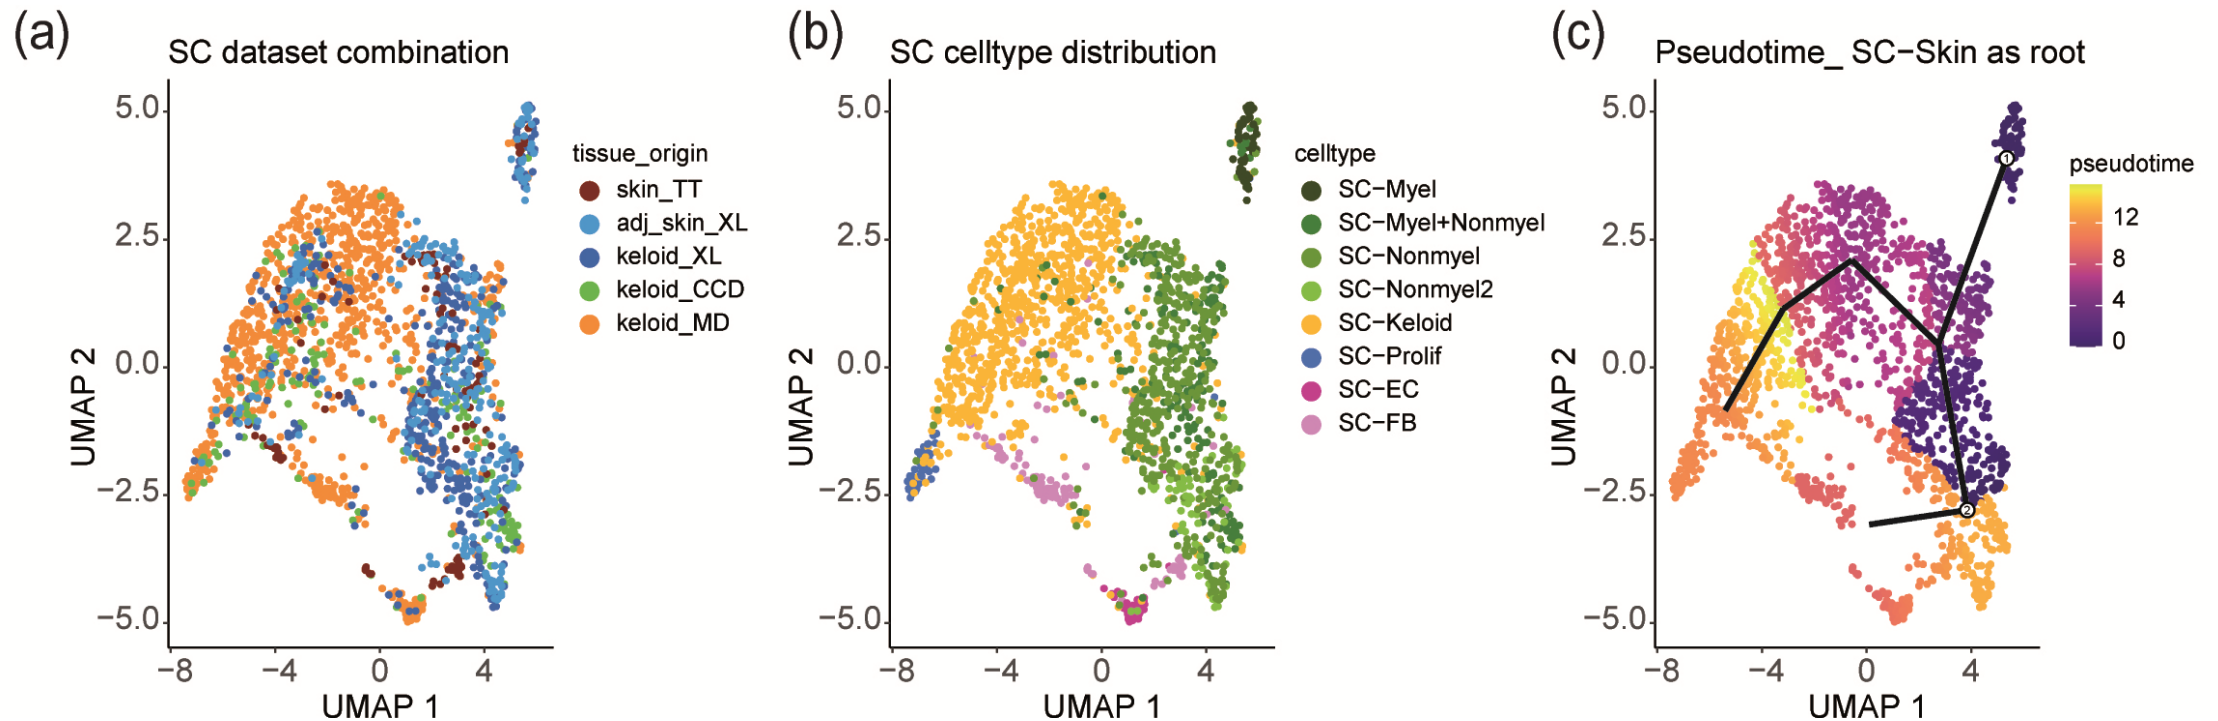 (a)
SC dataset combination
5.0
2.5
0.0
−2.5
−5.0
−8 −4 0 4
UMAP 1
UMAP 2
tissue_origin
skin_TT
adj_skin_XL
keloid_XL
keloid_CCD
keloid_MD
(b)
SC celltype distribution
5.0
2.5
0.0
−2.5
−5.0
−8 −4 0 4
UMAP 1
UMAP 2
celltype
SC−Myel
SC−Myel+Nonmyel
SC−Nonmyel
SC−Nonmyel2
SC−Keloid
SC−Prolif
SC−EC
SC−FB
(c)
Pseudotime_ SC−Skin as root
5.0
2.5
0.0
−2.5
−5.0
−8 −4 0 4
UMAP 1
UMAP 2
1
2
pseudotime
12
8
4
0